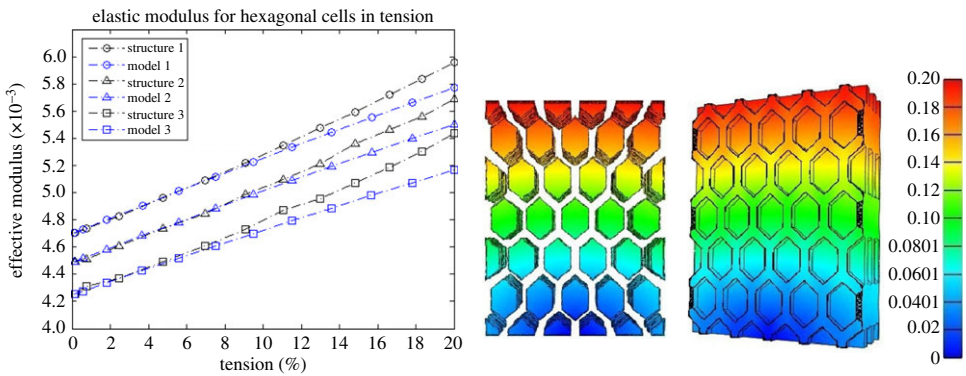 elastic modulus for hexagonal cells in tension
6.0
5.8
5.6
5.4
5.2
5.0
4.8
4.6
4.4
4.2
4.0
effective modulus (×10⁻³)
structure 1
model 1
structure 2
model 2
structure 3
model 3
0 2 4 6 8 10 12 14 16 18 20
tension (%)
0.20
0.18
0.16
0.14
0.12
0.10
0.0801
0.0601
0.0401
0.02
0